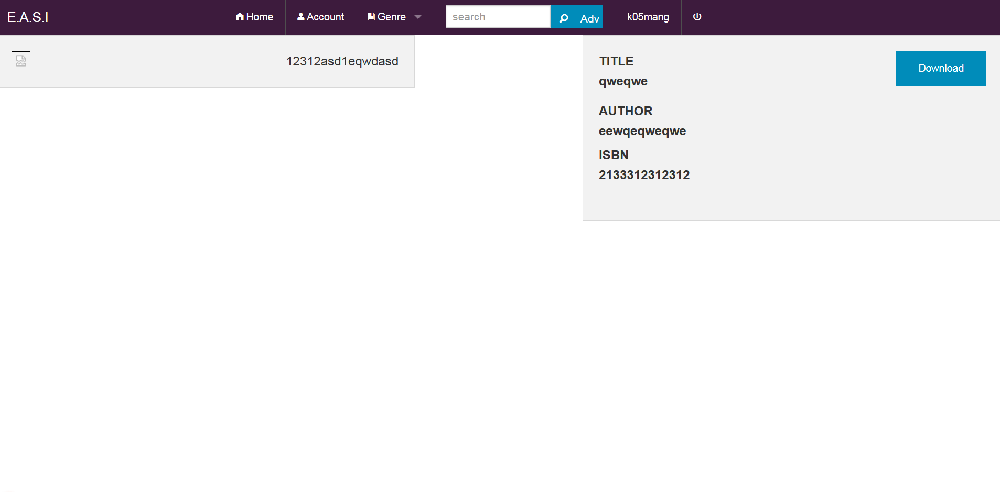 E.A.S.I
Home
Account
Genre
search
Adv
k05mang
12312asd1eqwdasd
TITLE
qweqwe
AUTHOR
eewqeqweqwe
ISBN
2133312312312
Download